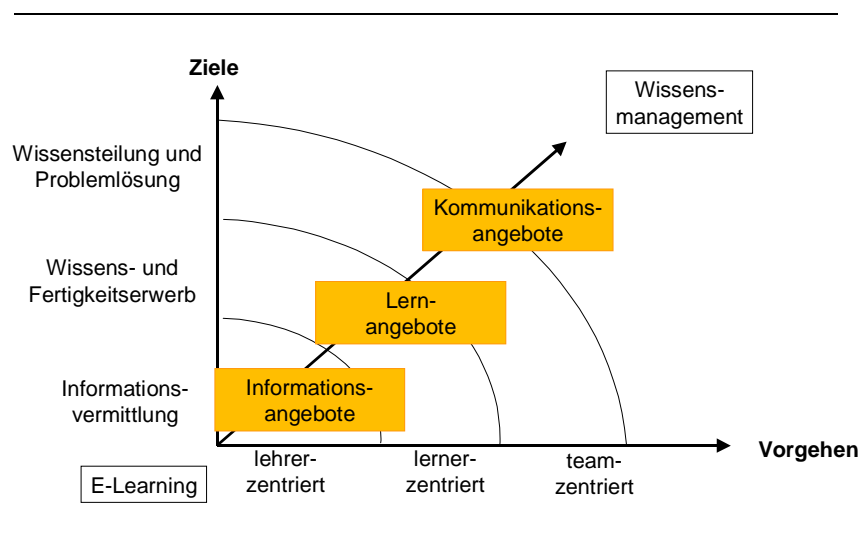 Ziele
Wissens-
management
Wissensteilung und
Problemlösung
Kommunikations-
angebote
Wissens- und
Fertigkeitserwerb
Lern-
angebote
Informations-
vermittlung
Informations-
angebote
Vorgehen
lehrer-
zentriert
lerner-
zentriert
team-
zentriert
E-Learning